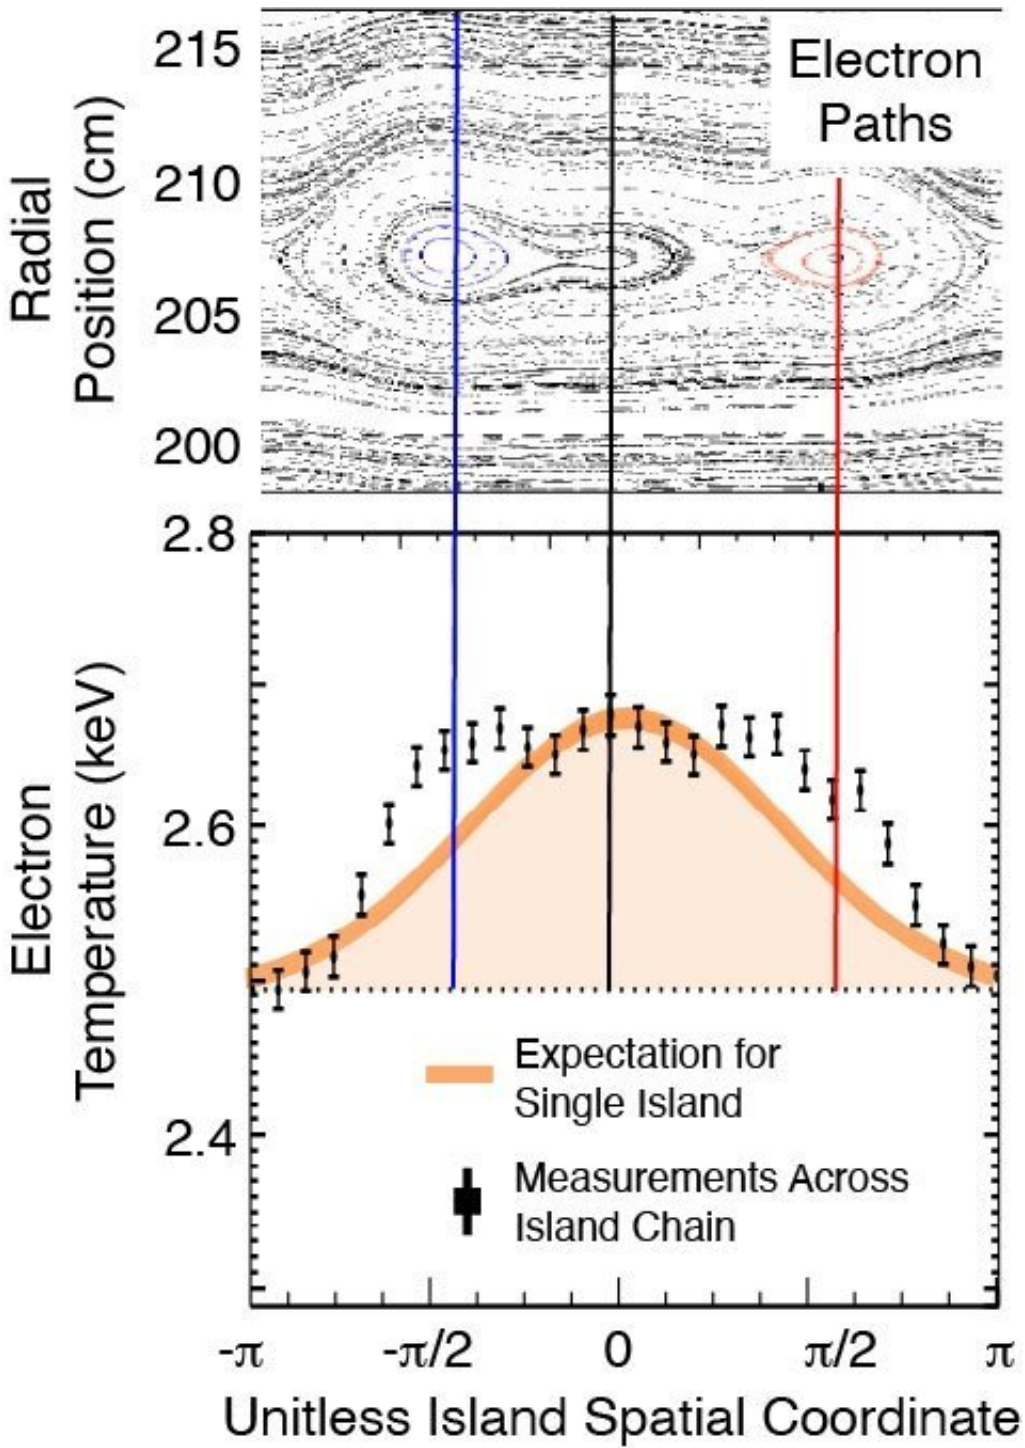 Electron
Paths
Radial
Position (cm)
215
210
205
200
Electron
Temperature (keV)
2.8
2.6
2.4
Expectation for
Single Island
Measurements Across
Island Chain
-π
-π/2
0
π/2
π
Unitless Island Spatial Coordinate